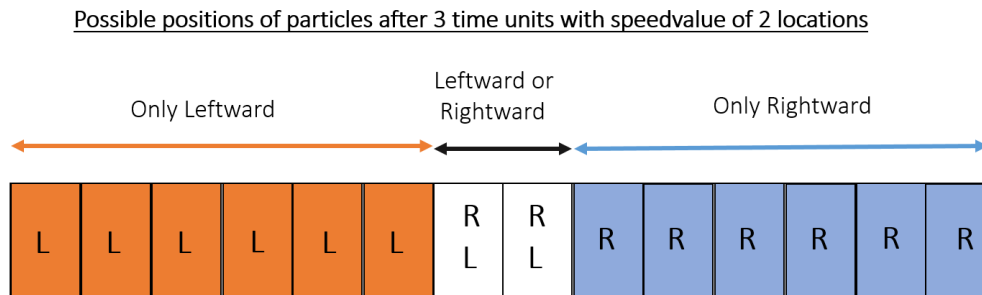 Possible positions of particles after 3 time units with speedvalue of 2 locations
Only Leftward
Leftward or
Rightward
Only Rightward
L L L L L L R R R R R R R R
L L